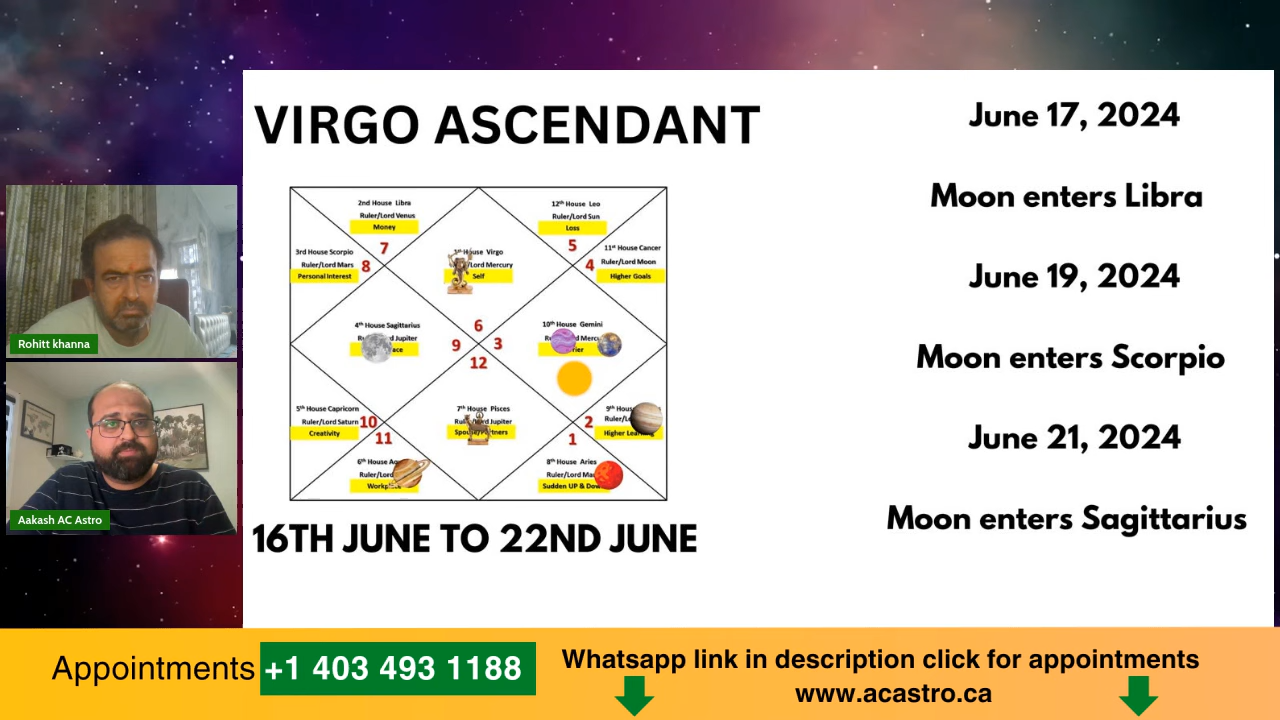 VIRGO ASCENDANT
2nd House Libra
Ruler/Lord Venus
Money
7
12th House Leo
Ruler/Lord Sun
Loss
5
3rd House Scorpio
Ruler/Lord Mars
Personal Interest
8
House Virgo
Lord Mercury
Self
11th House Cancer
Ruler/Lord Moon
Higher Goals
4
4th House Sagittarius
Jupiter
6
9
3
12
10th House Gemini
5th House Capricorn
Ruler/Lord Saturn
Creativity
10
11
7th House Pisces
Jupiter
2
1
Higher
6th House
Ruler/Lord
8th House Aries
Ruler/Lord
Sudden UP &
16TH JUNE TO 22ND JUNE
June 17, 2024
Moon enters Libra
June 19, 2024
Moon enters Scorpio
June 21, 2024
Moon enters Sagittarius
Rohitt khanna
Aakash AC Astro
Appointments +1 403 493 1188
Whatsapp link in description click for appointments
www.acastro.ca